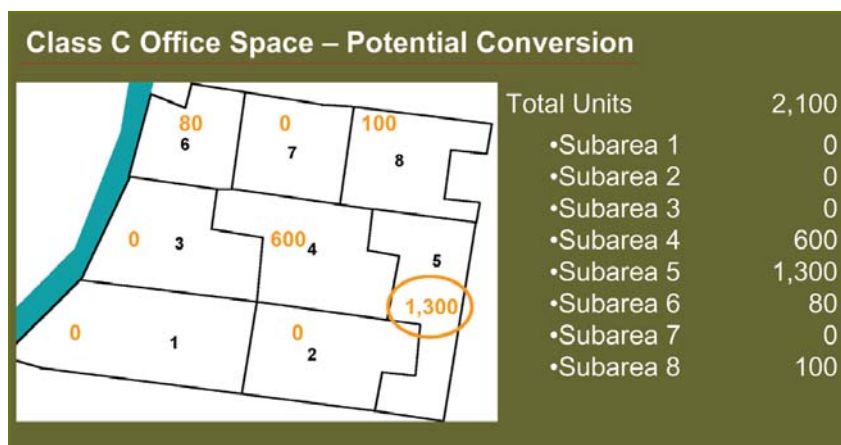 Class C Office Space – Potential Conversion
80
0
100
6
7
8
0
3
600
4
5
1,300
0
1
0
2
Total Units 2,100
•Subarea 1 0
•Subarea 2 0
•Subarea 3 0
•Subarea 4 600
•Subarea 5 1,300
•Subarea 6 80
•Subarea 7 0
•Subarea 8 100